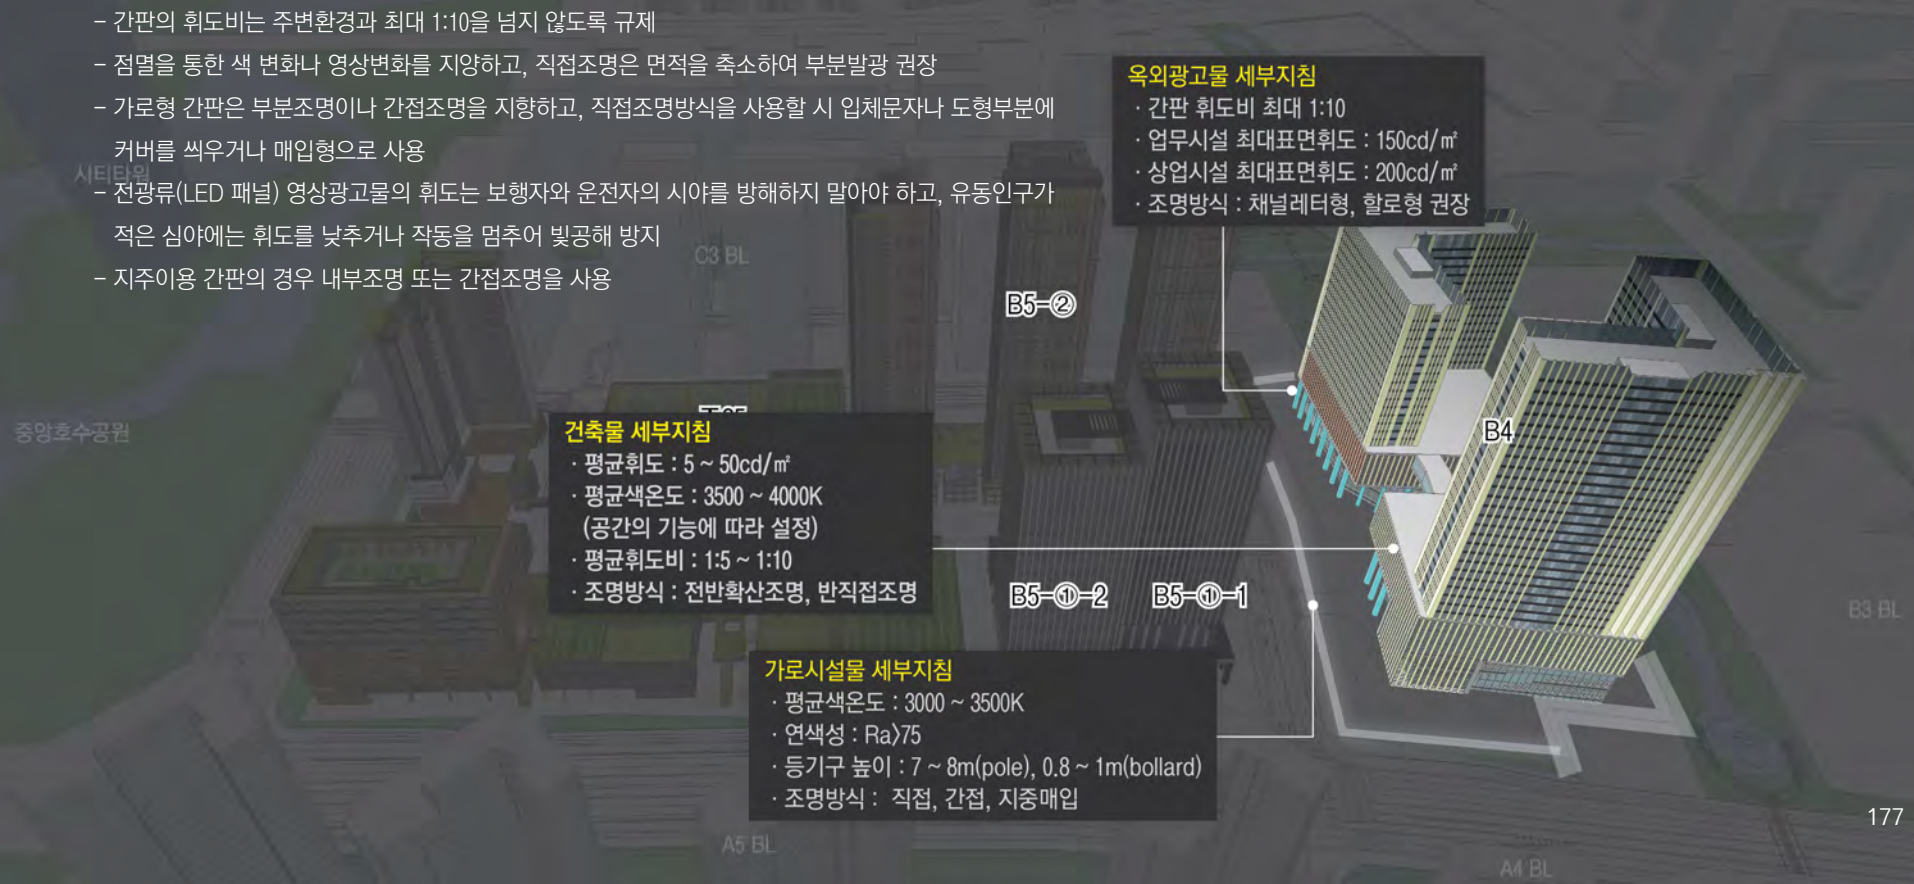 – 간판의 휘도비는 주변환경과 최대 1:10을 넘지 않도록 규제
– 점멸을 통한 색 변화나 영상변화를 지양하고, 직접조명은 면적을 축소하여 부분발광 권장
– 가로형 간판은 부분조명이나 간접조명을 지향하고, 직접조명방식을 사용할 시 입체문자나 도형부분에
커버를 씌우거나 매입형으로 사용
– 전광류(LED 패널) 영상광고물의 휘도는 보행자와 운전자의 시야를 방해하지 말아야 하고, 유동인구가
적은 심야에는 휘도를 낮추거나 작동을 멈추어 빛공해 방지
– 지주이용 간판의 경우 내부조명 또는 간접조명을 사용
옥외광고물 세부지침
· 간판 휘도비 최대 1:10
· 업무시설 최대표면휘도 : 150cd/㎡
· 상업시설 최대표면휘도 : 200cd/㎡
· 조명방식 : 채널레터형, 할로형 권장
시티타워
C3 BL
B5-②
B4
중앙호수공원
건축물 세부지침
· 평균휘도 : 5 ~ 50cd/㎡
· 평균색온도 : 3500 ~ 4000K
(공간의 기능에 따라 설정)
· 평균휘도비 : 1:5 ~ 1:10
· 조명방식 : 전반확산조명, 반직접조명
B5-①-2
B5-①-1
B3 BL
가로시설물 세부지침
· 평균색온도 : 3000 ~ 3500K
· 연색성 : Ra>75
· 등기구 높이 : 7 ~ 8m(pole), 0.8 ~ 1m(bollard)
· 조명방식 : 직접, 간접, 지중매입
A5 BL
A4 BL
177